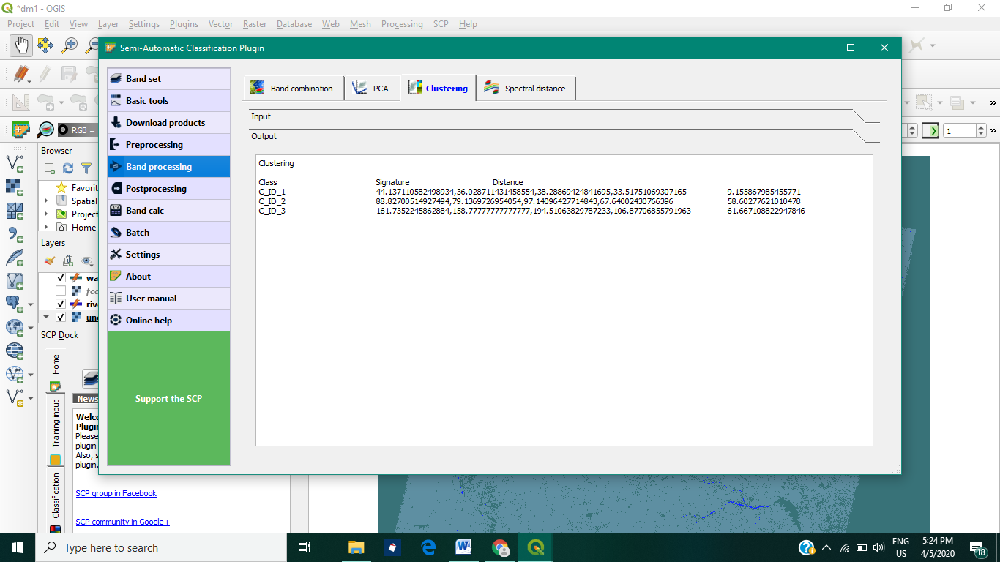 *dm1 - QGIS
Project Edit View Layer Settings Plugins Vector Raster Database Web Mesh Processing SCP Help
Semi-Automatic Classification Plugin
Band set
Basic tools
Download products
Preprocessing
Band processing
Postprocessing
Band calc
Batch
Settings
About
User manual
Online help
Support the SCP
Band combination PCA Clustering Spectral distance
Input
Output
Clustering
Class Signature Distance
C_ID_1 44.137110582498934,36.028711431458554,38.28869424841695,33.51751069307165 9.155867985455771
C_ID_2 88.82700514927494,79.1369726954054,97.14096427714843,67.64002430766396 58.60277621010478
C_ID_3 161.7352245862884,158.77777777777777,194.51063829787233,106.87706855791963 61.667108822947846
RGB =
1
»
»
»
Browser
Favorit
Spatial
Project
Home
Layers
wa
fcc
rive
unc
SCP Dock
Home
Training input
Classification
News
Welco
Plugin
Please
plugin
Also, s
plugin.
SCP group in Facebook
SCP community in Google+
Type here to search
ENG
US
5:24 PM
4/5/2020
18